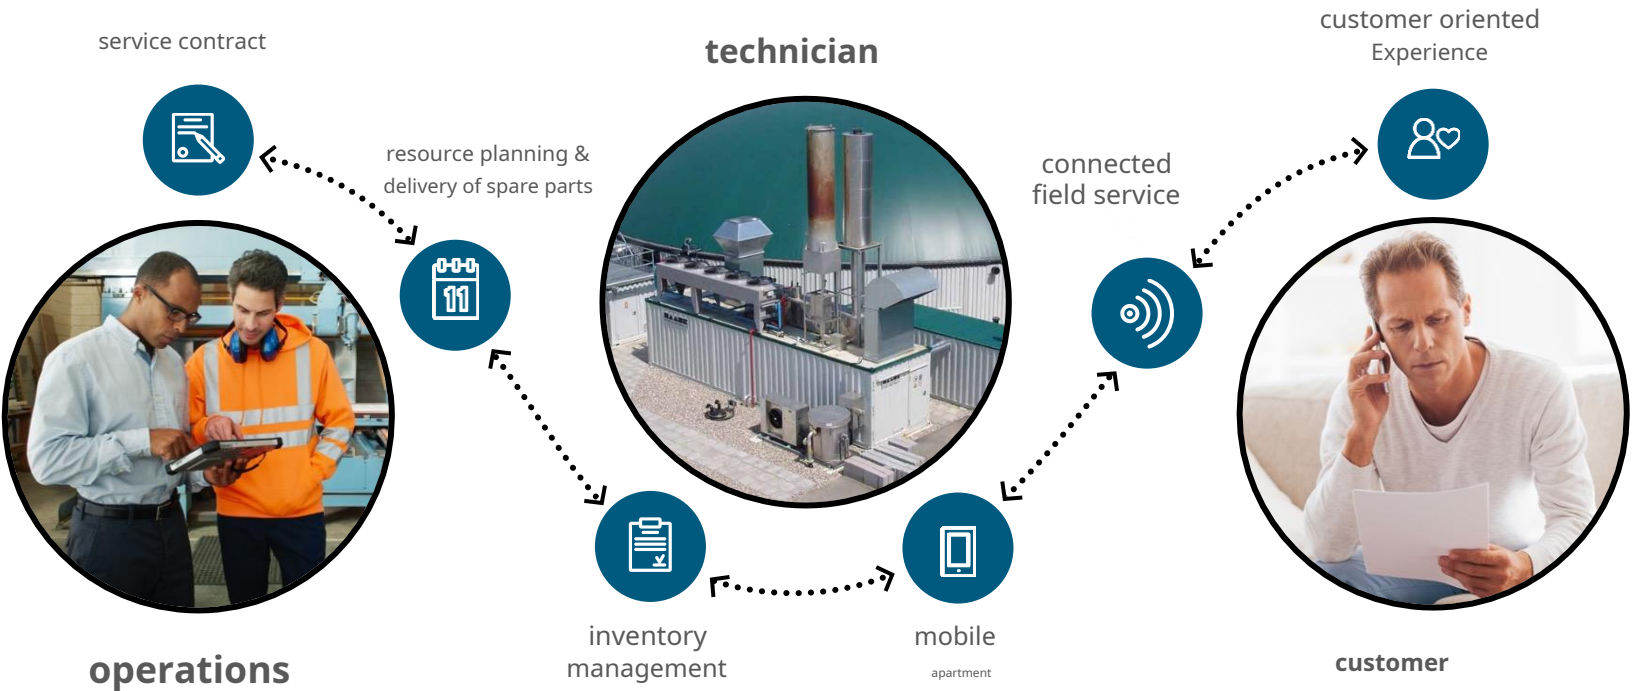 service contract
resource planning &
delivery of spare parts
technician
connected
field service
customer oriented
Experience
11
operations
inventory
management
mobile
apartment
customer